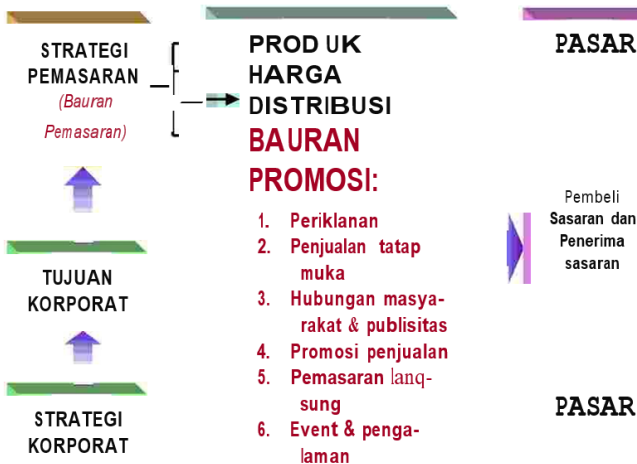 STRATEGI
PEMASARAN
(Bauran
Pemasaran)
TUJUAN
KORPORAT
STRATEGI
KORPORAT
PROD UK
HARGA
DISTRIBUSI
BAURAN
PROMOSI:
1. Periklanan
2. Penjualan tatap
muka
3. Hubungan masya-
rakat & publisitas
4. Promosi penjualan
5. Pemasaran lanq-
sung
6. Event & penga-
laman
PASAR
Pembeli
Sasaran dan
Penerima
sasaran
PASAR